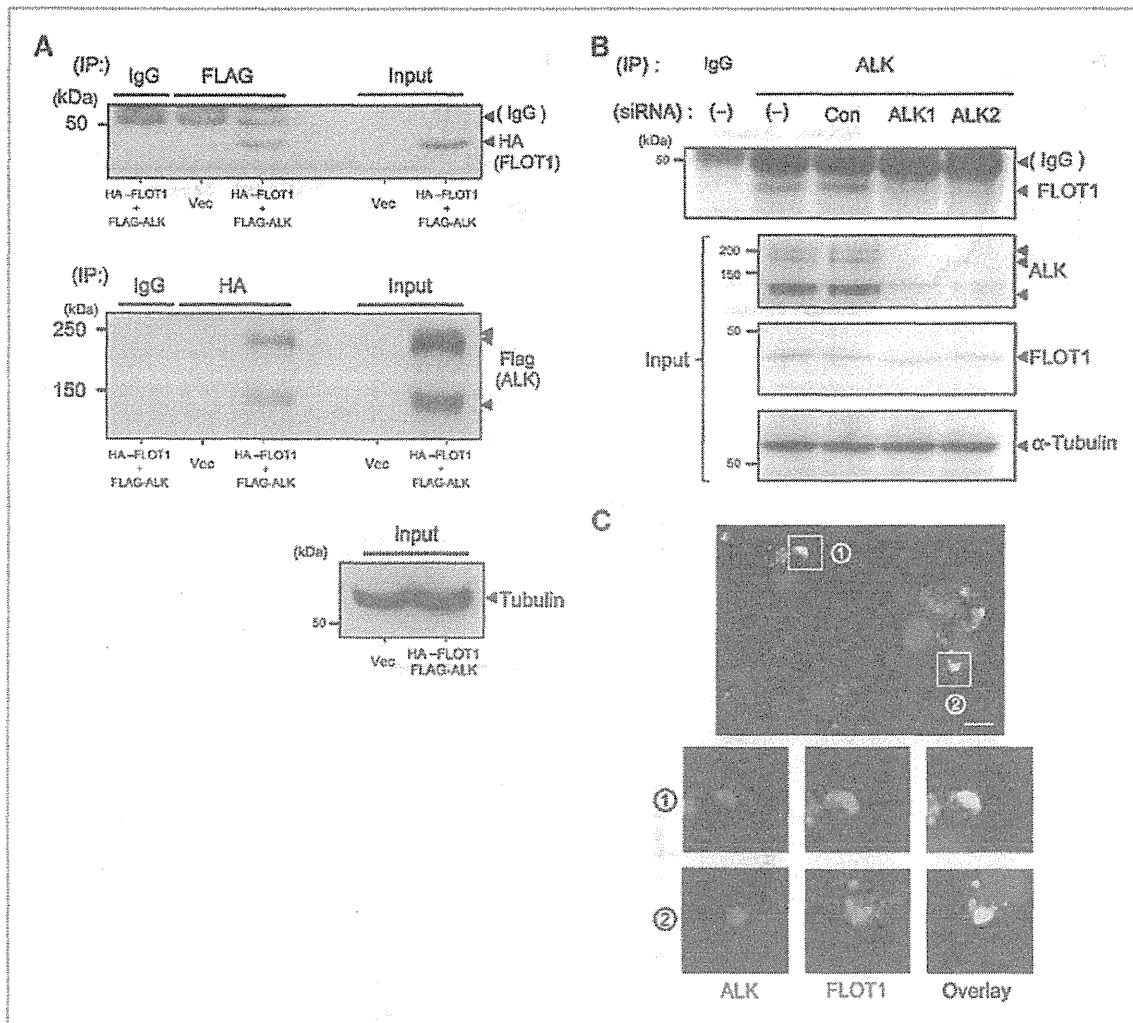 A
(IP:) IgG FLAG Input
(kDa)
50
(IgG)
HA
(FLOT1)
HA-FLOT1
+
FLAG-ALK
Vec
HA-FLOT1
+
FLAG-ALK
Vec
HA-FLOT1
+
FLAG-ALK
(IP:) IgG HA Input
(kDa)
250
150
Flag
(ALK)
HA-FLOT1
+
FLAG-ALK
Vec
HA-FLOT1
+
FLAG-ALK
Vec
HA-FLOT1
+
FLAG-ALK
Input
(kDa)
50
Tubulin
Vec
HA-FLOT1
FLAG-ALK
B
(IP) : IgG ALK
(siRNA) : (-) (-) Con ALK1 ALK2
(kDa)
50
(IgG)
FLOT1
200
150
ALK
50
Input
FLOT1
50
α-Tubulin
C
①
②
①
②
ALK FLOT1 Overlay